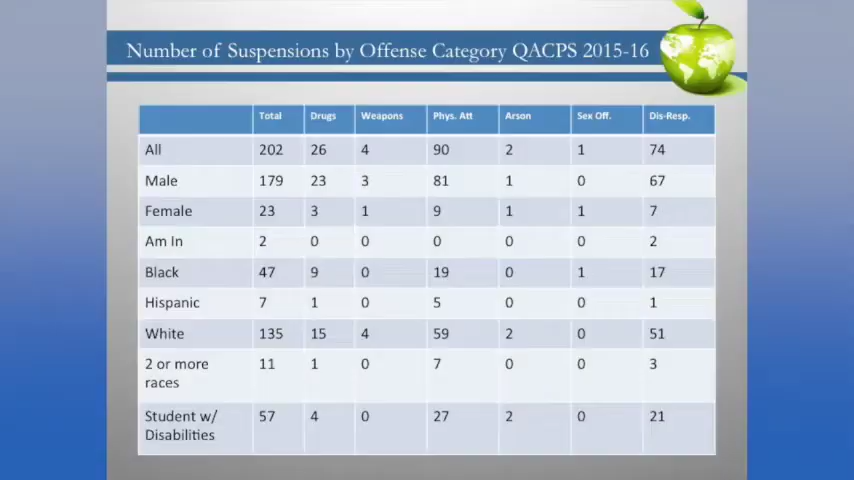 Number of Suspensions by Offense Category QACPS 2015-16
Total Drugs Weapons Phys. Att Arson Sex Off. Dis-Resp.
All 202 26 4 90 2 1 74
Male 179 23 3 81 1 0 67
Female 23 3 1 9 1 1 7
Am In 2 0 0 0 0 0 2
Black 47 9 0 19 0 1 17
Hispanic 7 1 0 5 0 0 1
White 135 15 4 59 2 0 51
2 or more 11 1 0 7 0 0 3
races
Student w/ 57 4 0 27 2 0 21
Disabilities